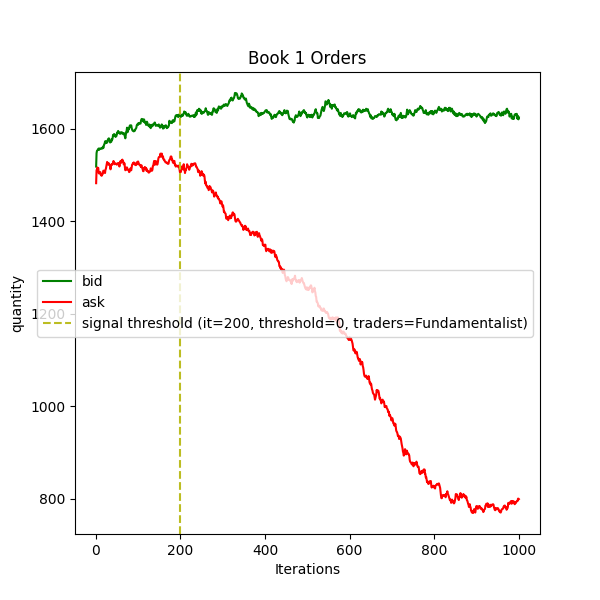 Book 1 Orders
1600
1400
1200
1000
800
quantity
bid
ask
signal threshold (it=200, threshold=0, traders=Fundamentalist)
0 200 400 600 800 1000
Iterations